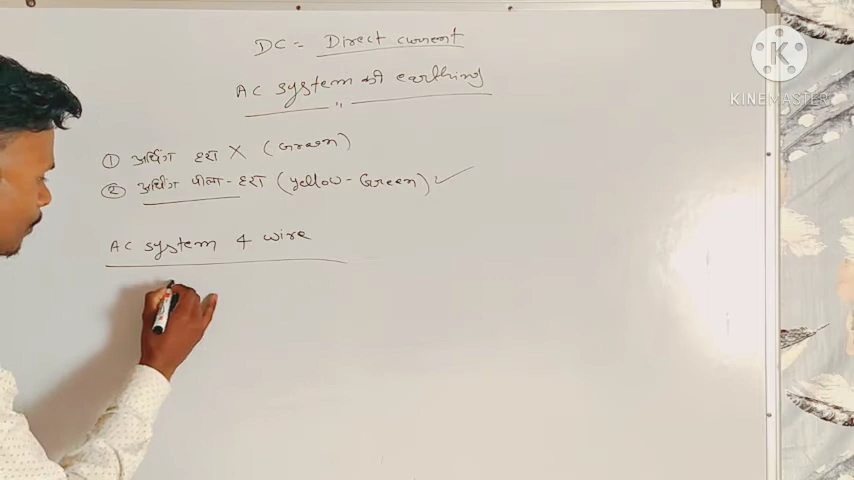 DC = Direct current
AC system की earthing
① अर्थिंग हरा X (Green)
② अर्थिंग पीला - हरा (Yellow - Green) ✓
AC system 4 wire
K
KINEMASTER